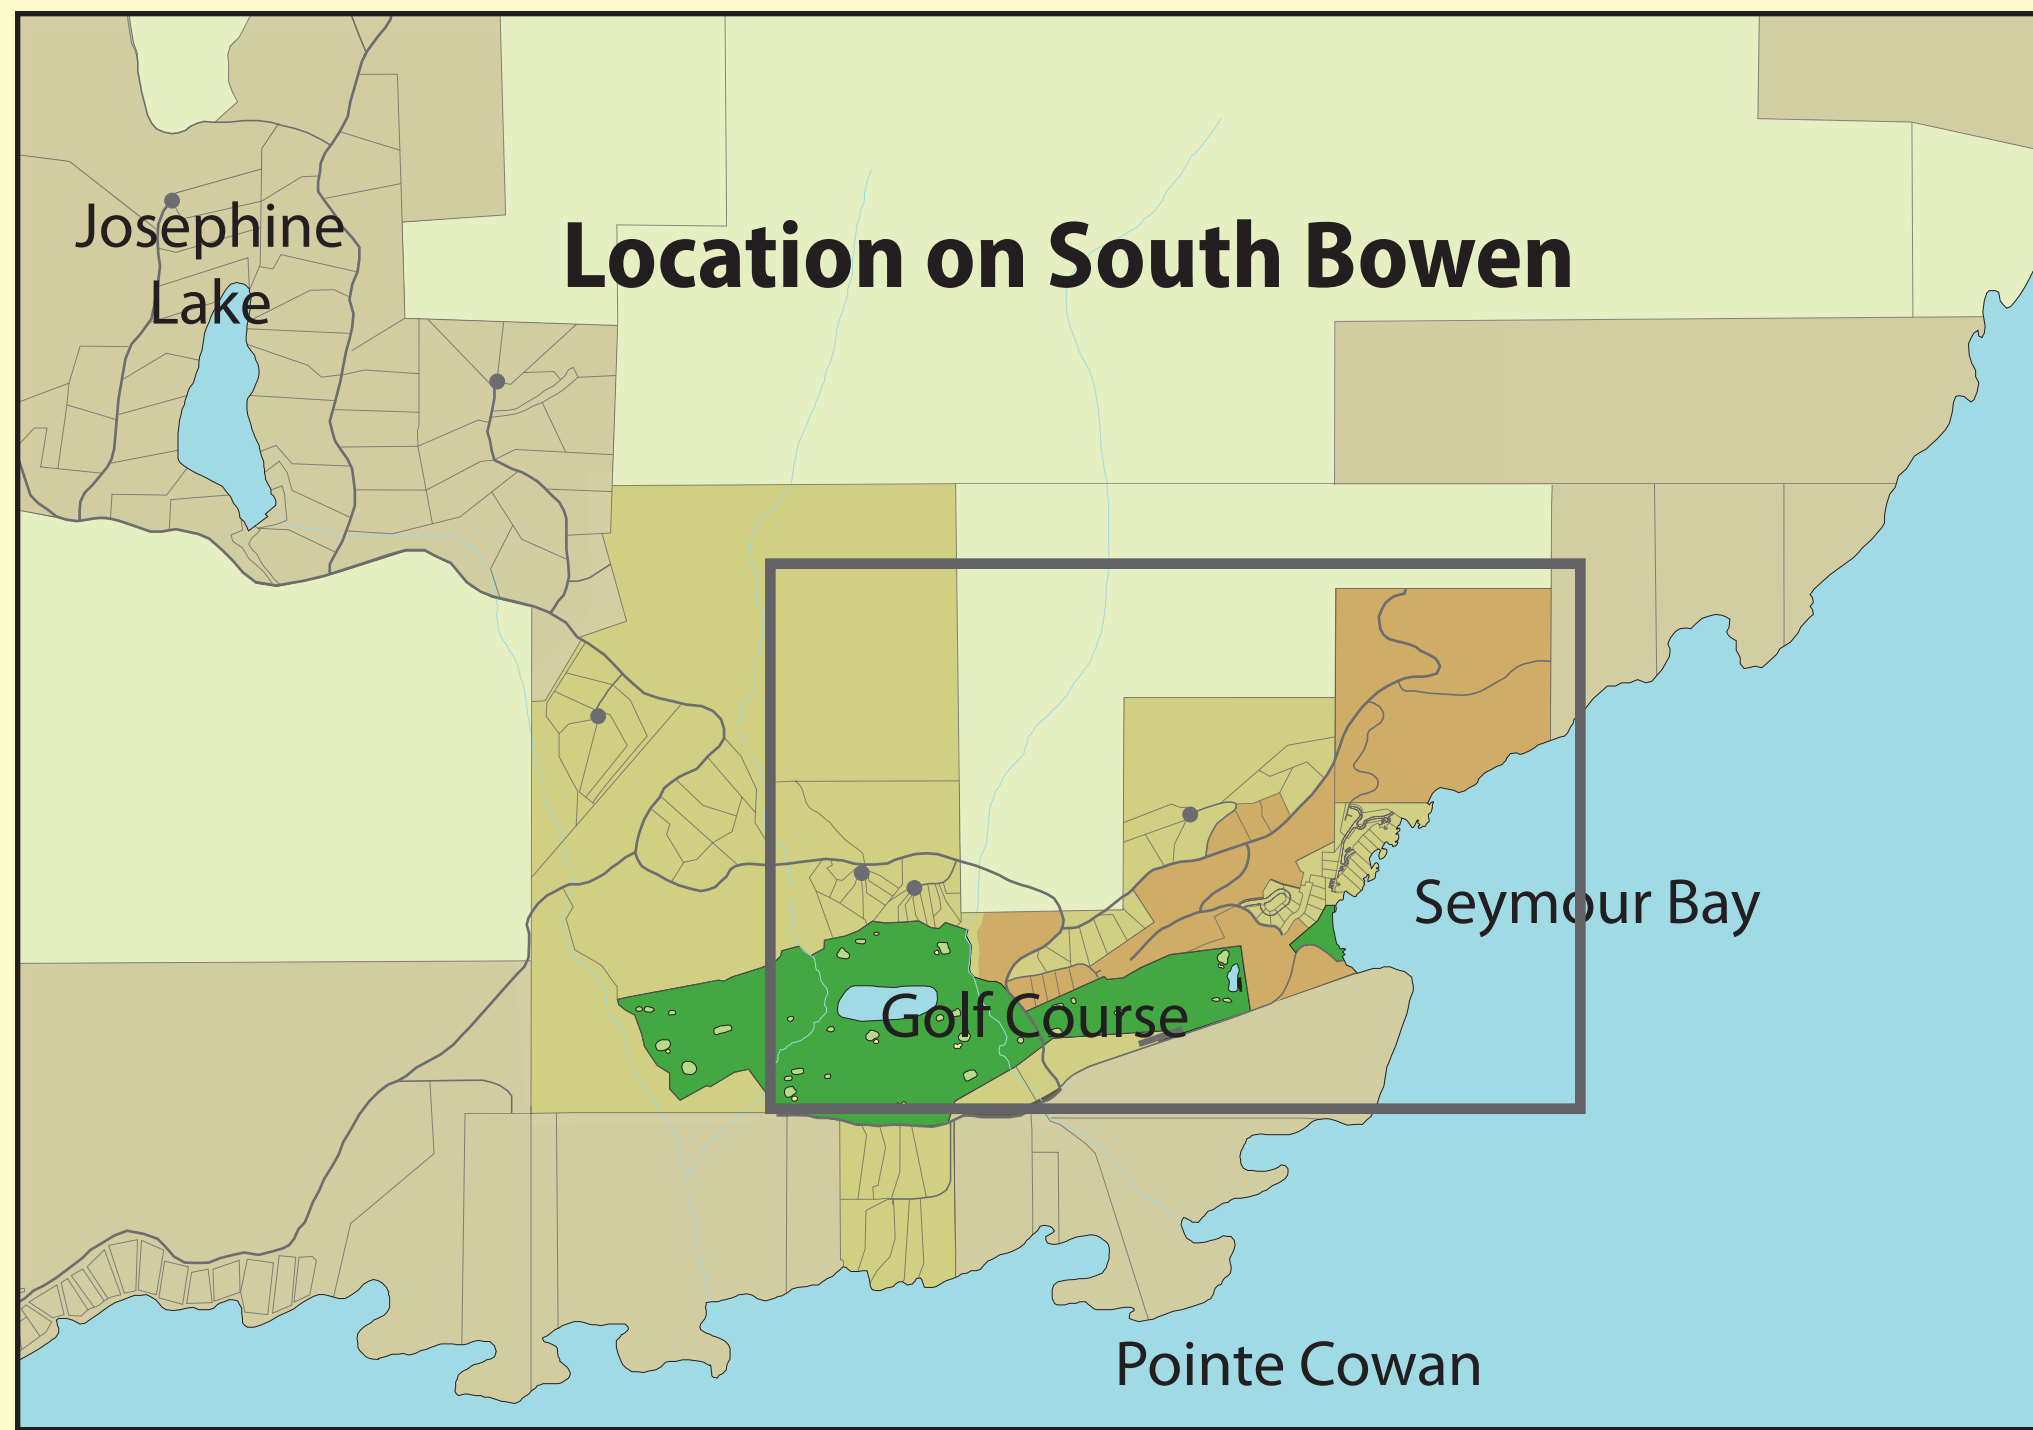 Josephine
Lake
Location on South Bowen
Seymour Bay
Golf Course
Pointe Cowan